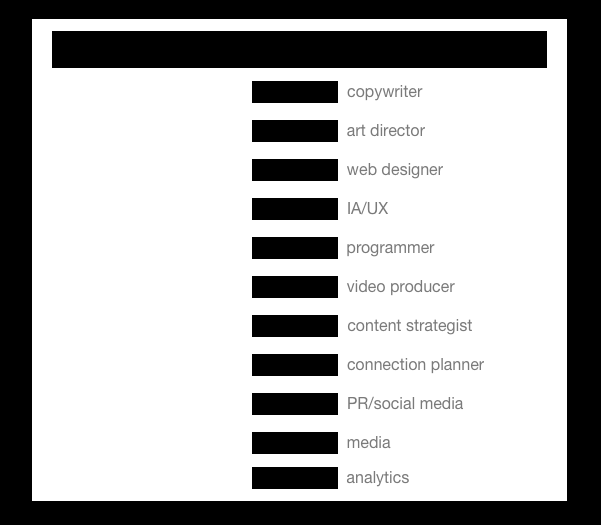 copywriter
art director
web designer
IA/UX
programmer
video producer
content strategist
connection planner
PR/social media
media
analytics